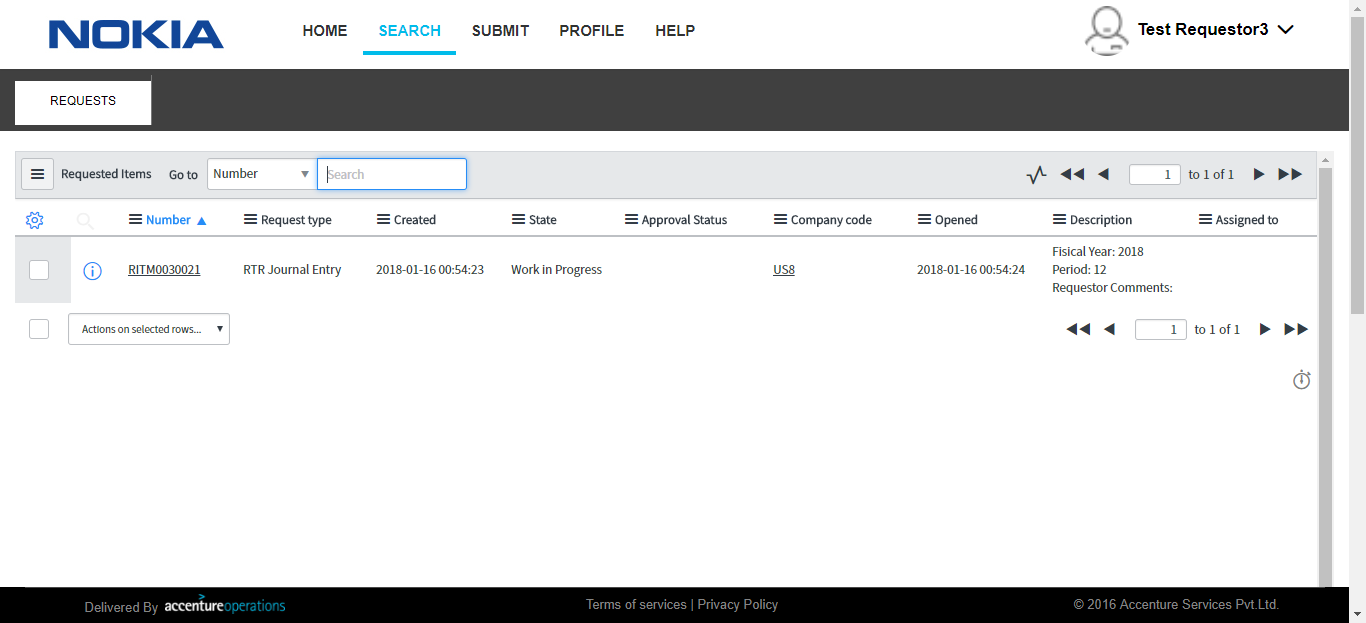 NOKIA HOME SEARCH SUBMIT PROFILE HELP Test Requestor3
REQUESTS
Requested Items Go to Number Search 1 to 1 of 1
Number Request type Created State Approval Status Company code Opened Description Assigned to
Fisical Year: 2018
RITM0030021 RTR Journal Entry 2018-01-16 00:54:23 Work in Progress US8 2018-01-16 00:54:24 Period: 12
Requestor Comments:
Actions on selected rows... 1 to 1 of 1
Delivered By accentureoperations Terms of services | Privacy Policy © 2016 Accenture Services Pvt.Ltd.